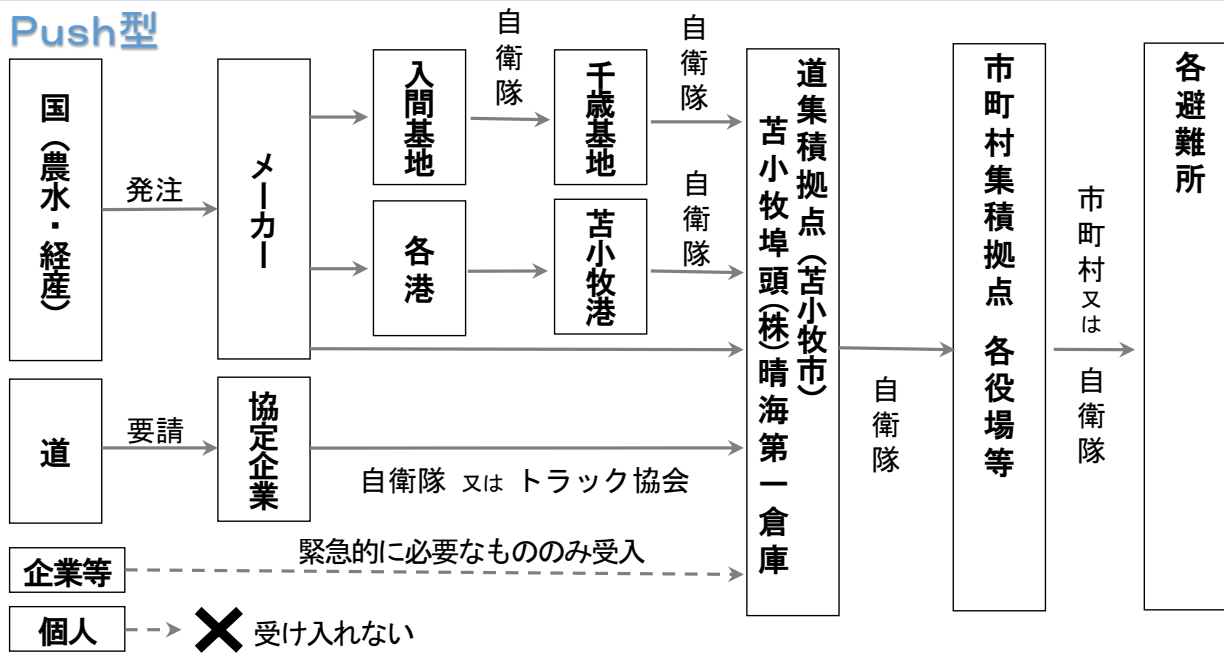 Push型
国（農水・経産）
発注
メーカー
入間基地
自衛隊
千歳基地
自衛隊
各港
苫小牧港
自衛隊
道集積拠点（苫小牧市）
苫小牧埠頭（株）晴海第一倉庫
自衛隊
市町村集積拠点 各役場等
市町村又は
自衛隊
各避難所
道
要請
協定企業
自衛隊 又は トラック協会
企業等
緊急的に必要なもののみ受入
個人
受け入れない